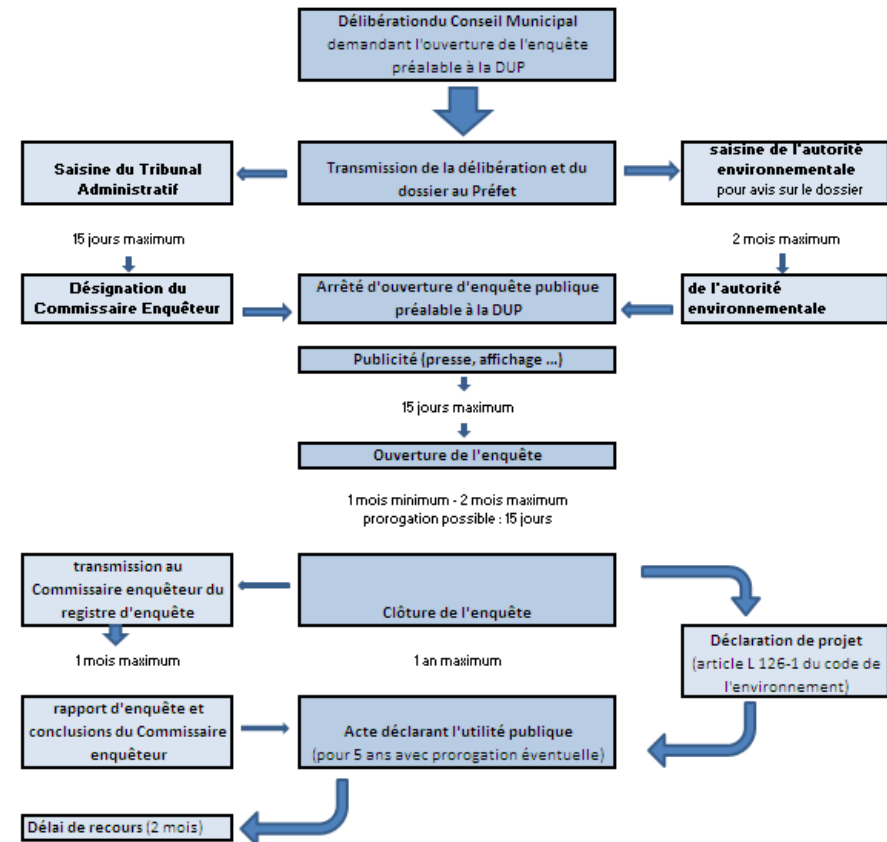 Délibérationdu Conseil Municipal
demandant l'ouverture de l'enquête
préalable à la DUP
Saisine du Tribunal
Administratif
Transmission de la délibération et du
dossier au Préfet
saisine de l'autorité
environnementale
pour avis sur le dossier
15 jours maximum
2 mois maximum
Désignation du
Commissaire Enquêteur
Arrêté d'ouverture d'enquête publique
préalable à la DUP
de l'autorité
environnementale
Publicité (presse, affichage ...)
15 jours maximum
Ouverture de l'enquête
1 mois minimum - 2 mois maximum
prorogation possible : 15 jours
transmission au
Commissaire enquêteur du
registre d'enquête
Clôture de l'enquête
Déclaration de projet
(article L 126-1 du code de
l'environnement)
1 mois maximum
1 an maximum
rapport d'enquête et
conclusions du Commissaire
enquêteur
Acte déclarant l'utilité publique
(pour 5 ans avec prorogation éventuelle)
Délai de recours (2 mois)